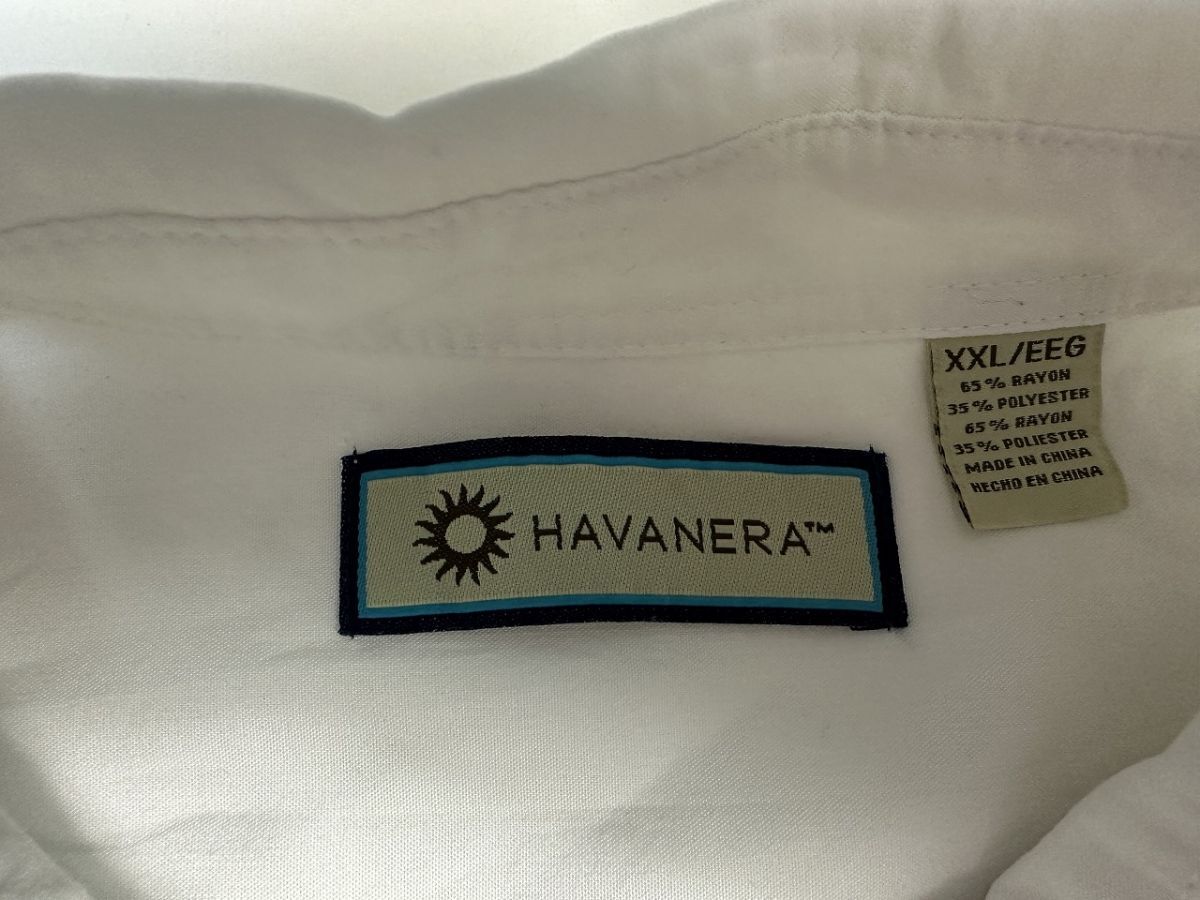 XXL/EEG
65% RAYON
35% POLYESTER
65% RAYON
35% POLIESTER
MADE IN CHINA
HECHO EN CHINA
HAVANERA™